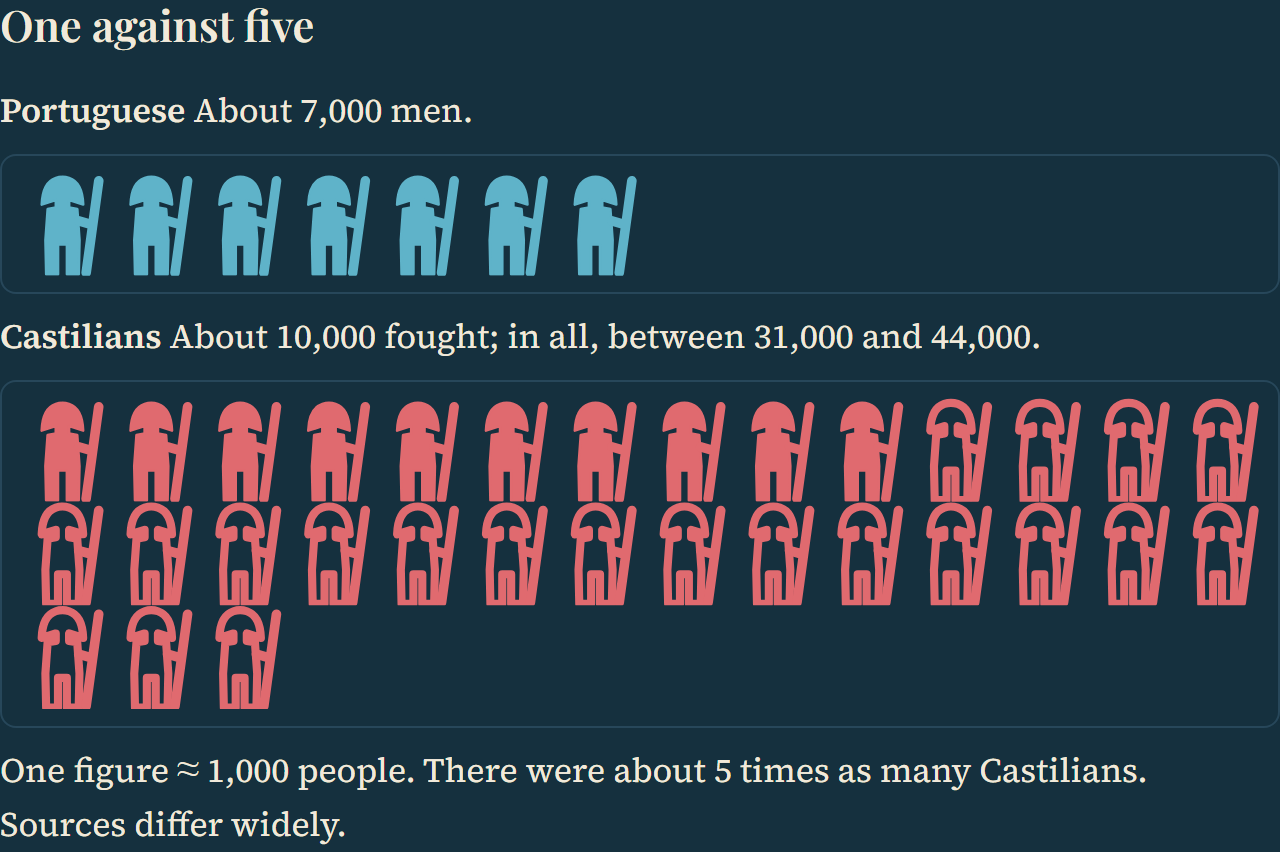 One against five
Portuguese About 7,000 men.
Castilians About 10,000 fought; in all, between 31,000 and 44,000.
One figure ≈ 1,000 people. There were about 5 times as many Castilians.
Sources differ widely.